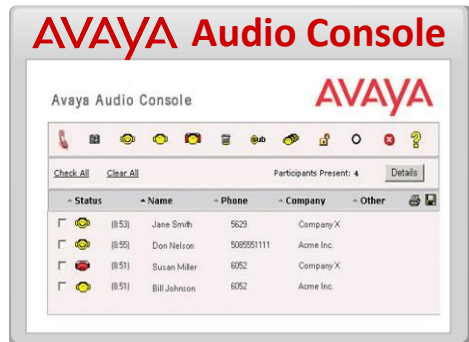 AVAYA Audio Console
AVAYA
Avaya Audio Console
sub
Check All Clear All Participants Present: 4 Details
Status Name Phone Company Other
(8:53) Jane Smith 5629 Company X
(8:55) Don Nelson 5085551111 Acme Inc.
(8:51) Susan Miller 6052 Company X
(8:51) Bill Johnson 6052 Acme Inc.